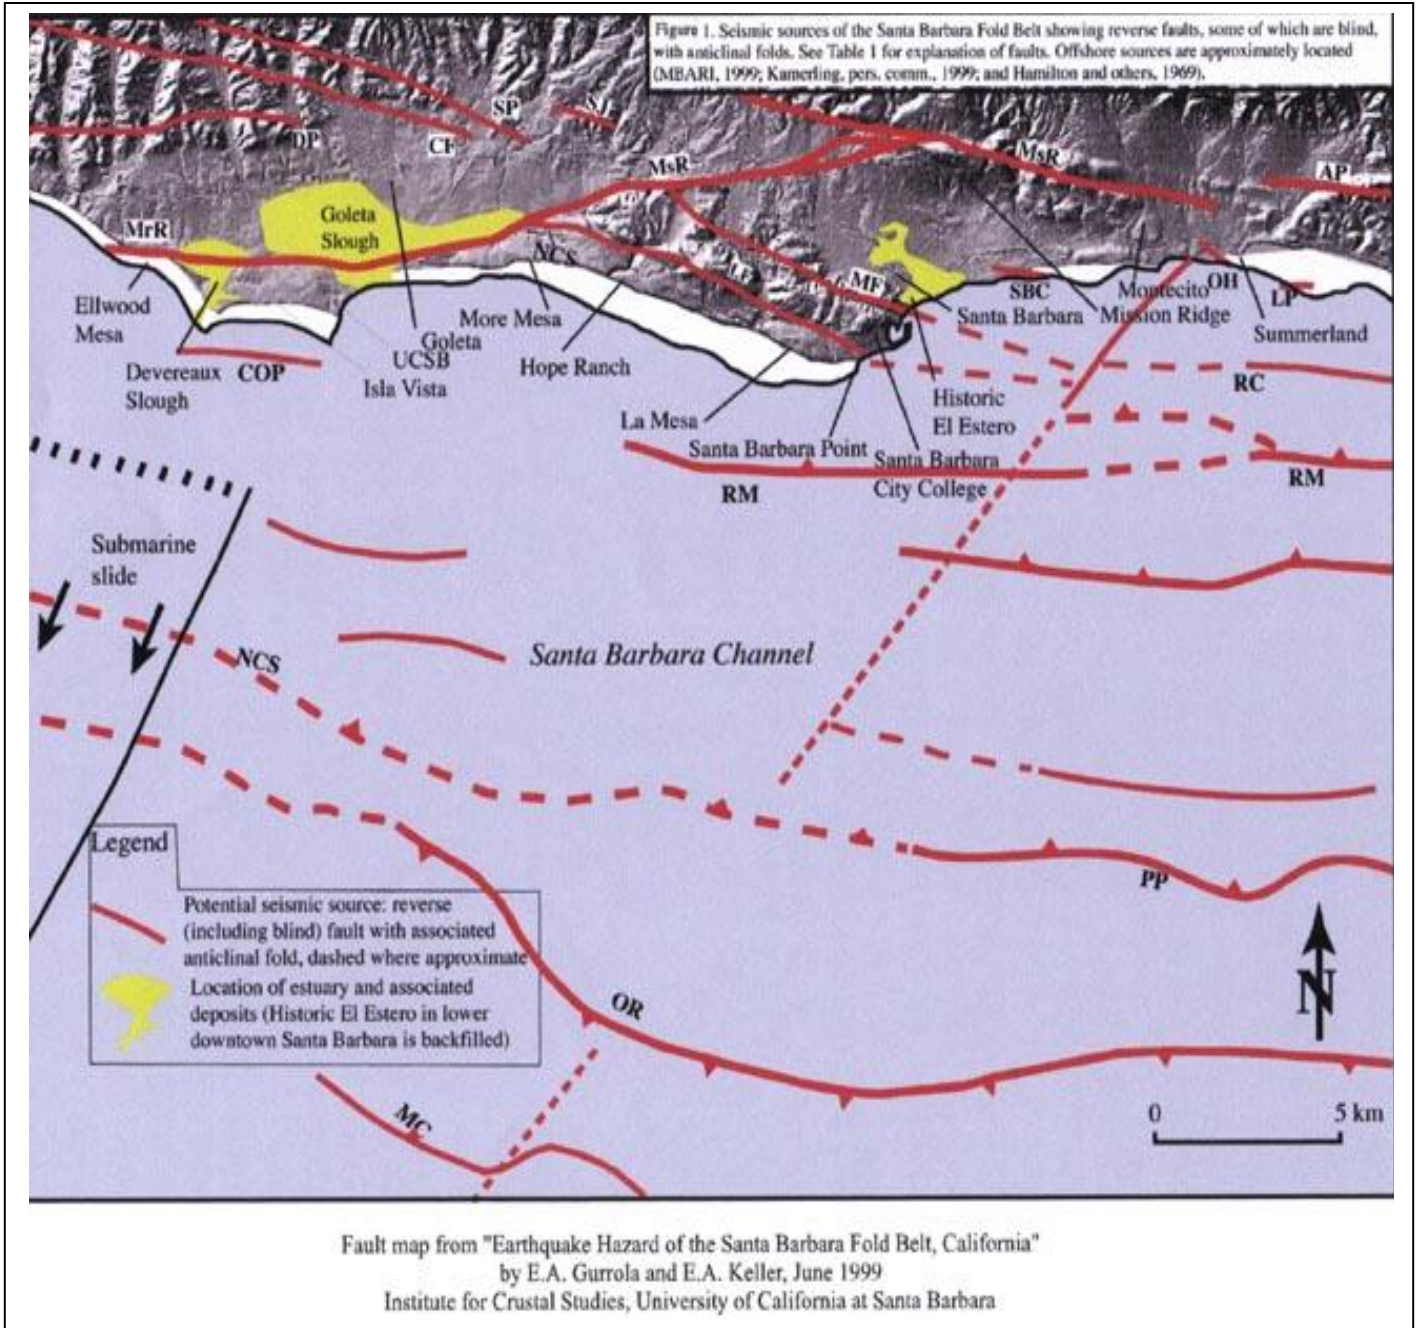 Figure 1. Seismic sources of the Santa Barbara Fold Belt showing reverse faults, some of which are blind,
with anticlinal folds. See Table 1 for explanation of faults. Offshore sources are approximately located
(MBARI, 1999; Kamerling, pers. comm., 1999; and Hamilton and others, 1969).
SP
SJ
DP
CF
MsR
MsR
AP
MrR
Goleta
Slough
NCS
LF
MF
SBC
OH
LP
Ellwood
Mesa
Montecito
Mission Ridge
Santa Barbara
Summerland
More Mesa
Goleta
UCSB
Isla Vista
Hope Ranch
Devereaux
Slough
COP
RC
Historic
El Estero
La Mesa
Santa Barbara Point
Santa Barbara
City College
RM
RM
Submarine
slide
NCS
Santa Barbara Channel
PP
Legend
Potential seismic source: reverse
(including blind) fault with associated
anticlinal fold, dashed where approximate
Location of estuary and associated
deposits (Historic El Estero in lower
downtown Santa Barbara is backfilled)
OR
MC
N
0 5 km
Fault map from "Earthquake Hazard of the Santa Barbara Fold Belt, California"
by E.A. Gurrola and E.A. Keller, June 1999
Institute for Crustal Studies, University of California at Santa Barbara